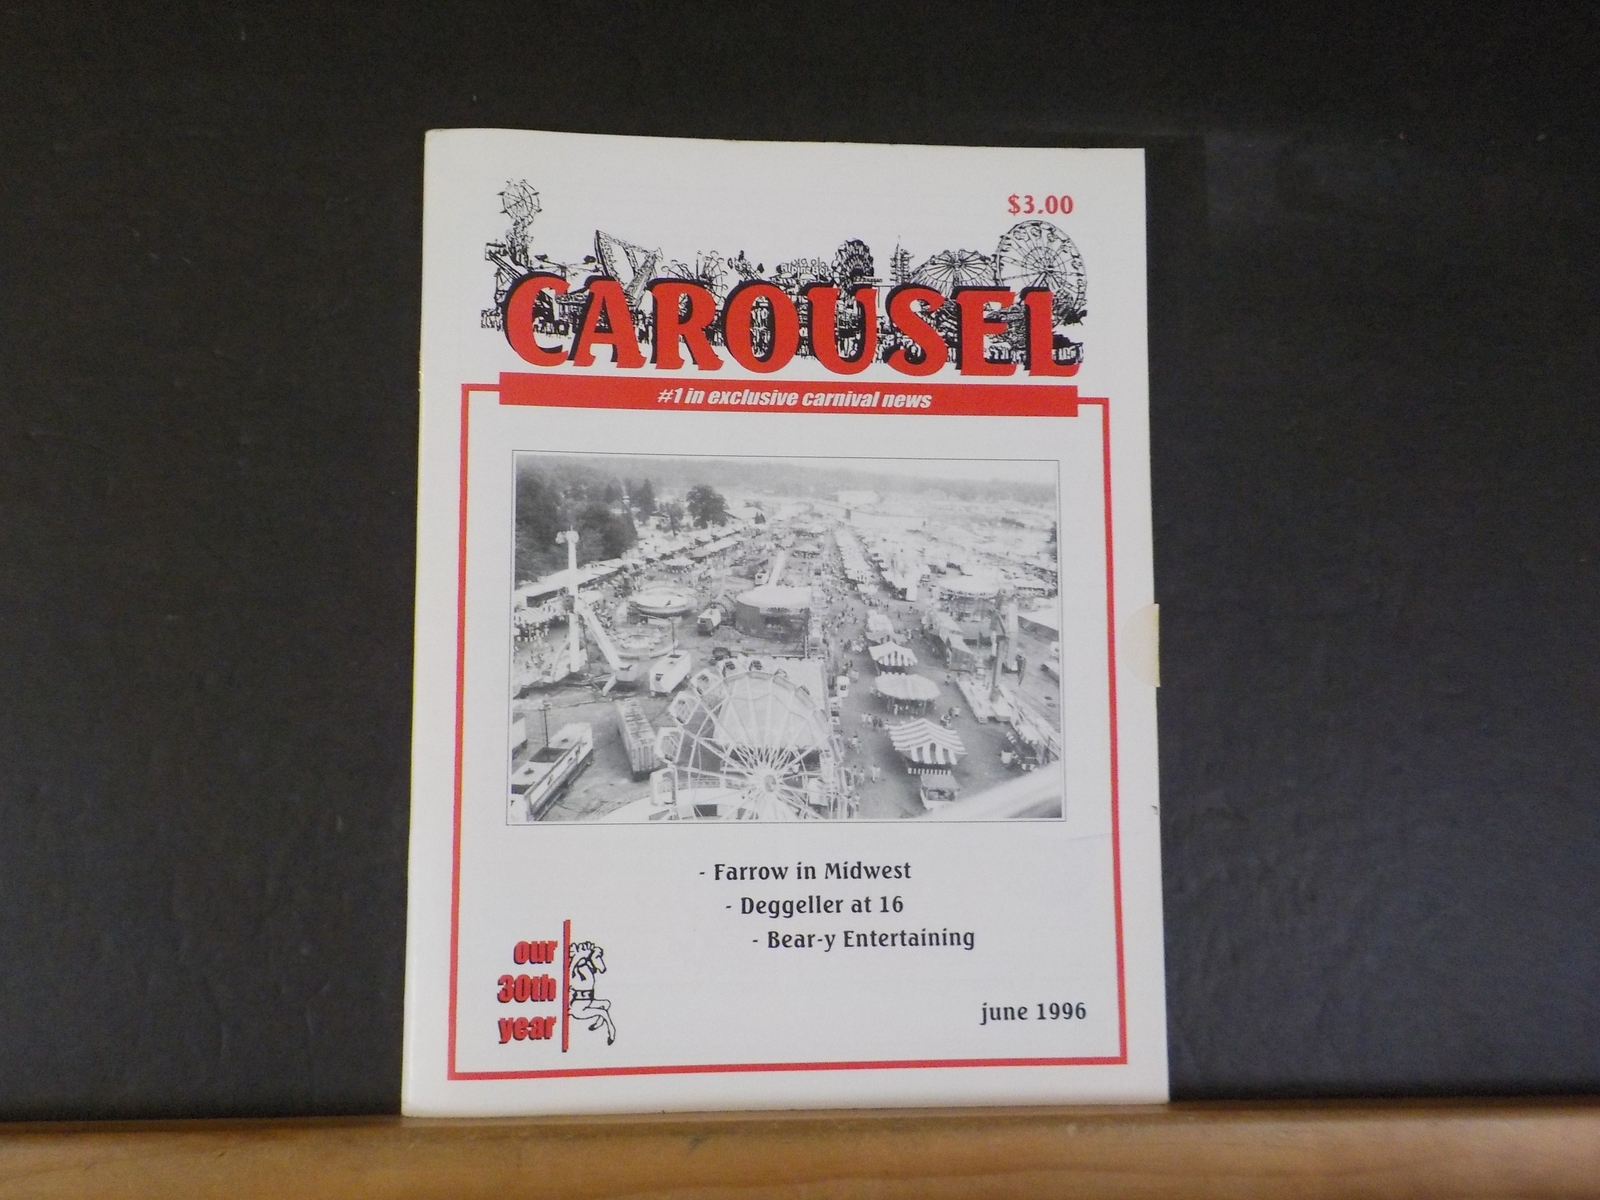 $3.00
CAROUSEL
#1 in exclusive carnival news
- Farrow in Midwest
- Deggeller at 16
- Bear-y Entertaining
our
30th
year
june 1996